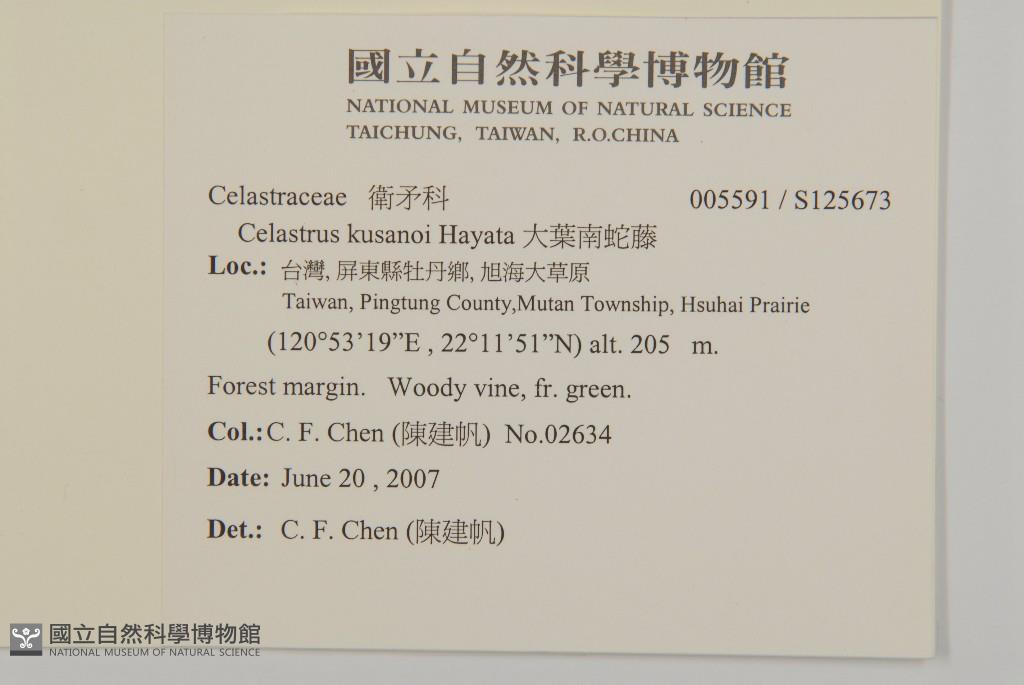 國立自然科學博物館
NATIONAL MUSEUM OF NATURAL SCIENCE
TAICHUNG, TAIWAN, R.O.CHINA
Celastraceae 衛矛科 005591 / S125673
Celastrus kusanoi Hayata 大葉南蛇藤
Loc.: 台灣, 屏東縣牡丹鄉, 旭海大草原
Taiwan, Pingtung County,Mutan Township, Hsuhai Prairie
(120°53’19”E , 22°11’51”N) alt. 205 m.
Forest margin. Woody vine, fr. green.
Col.: C. F. Chen (陳建帆) No.02634
Date: June 20 , 2007
Det.: C. F. Chen (陳建帆)
國立自然科學博物館
NATIONAL MUSEUM OF NATURAL SCIENCE